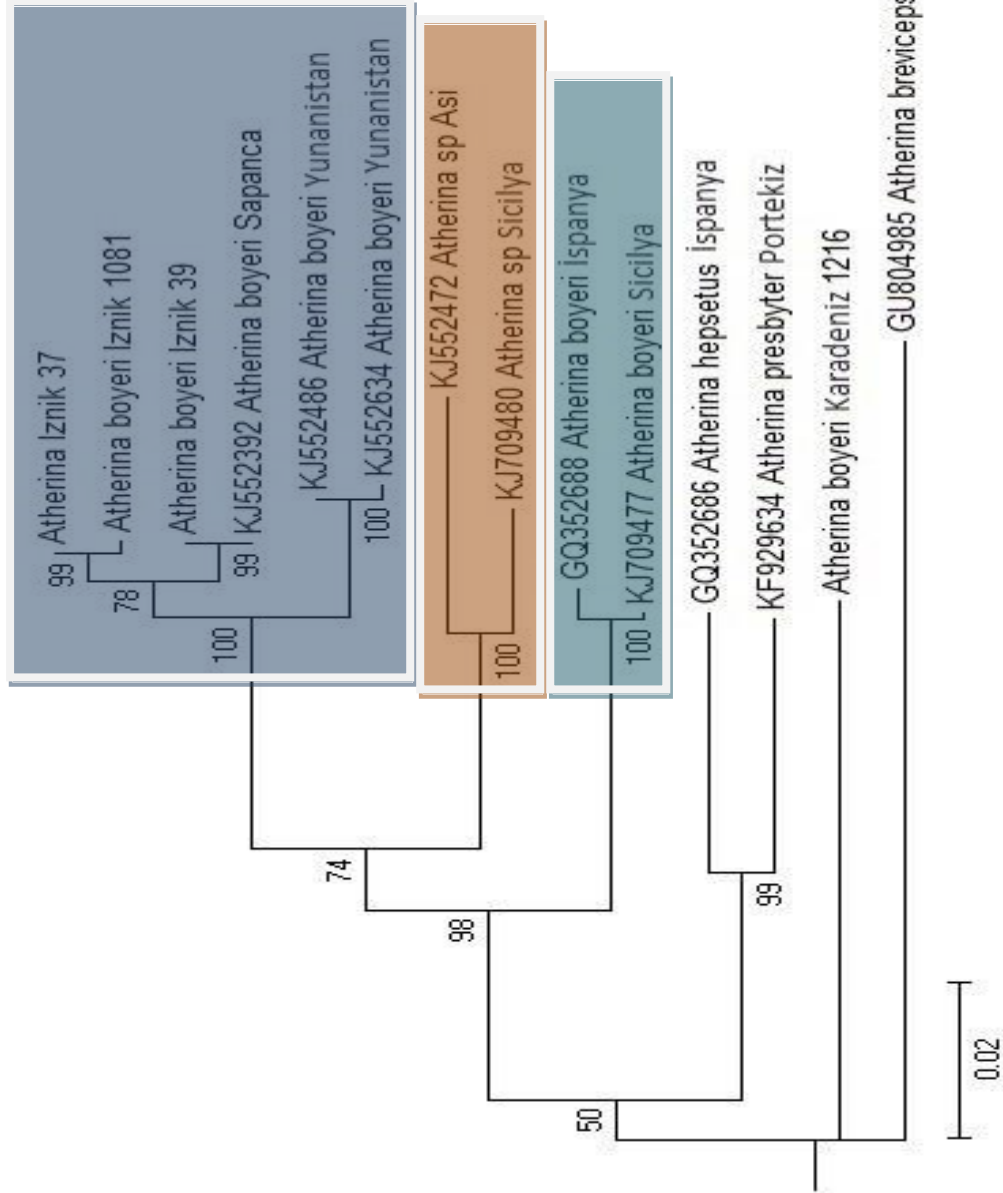 Atherina Iznik 37
Atherina boyeri Iznik 1081
Atherina boyeri Iznik 39
KJ552392 Atherina boyeri Sapanca
KJ552486 Atherina boyeri Yunanistan
KJ552634 Atherina boyeri Yunanistan
KJ552472 Atherina sp Asi
KJ709480 Atherina sp Sicilya
GQ352688 Atherina boyeri İspanya
KJ709477 Atherina boyeri Sicilya
GQ352686 Atherina hepsetus İspanya
KF929634 Atherina presbyter Portekiz
Atherina boyeri Karadeniz 1216
GU804985 Atherina breviceps
99
78
99
100
100
74
100
98
100
99
50
0.02